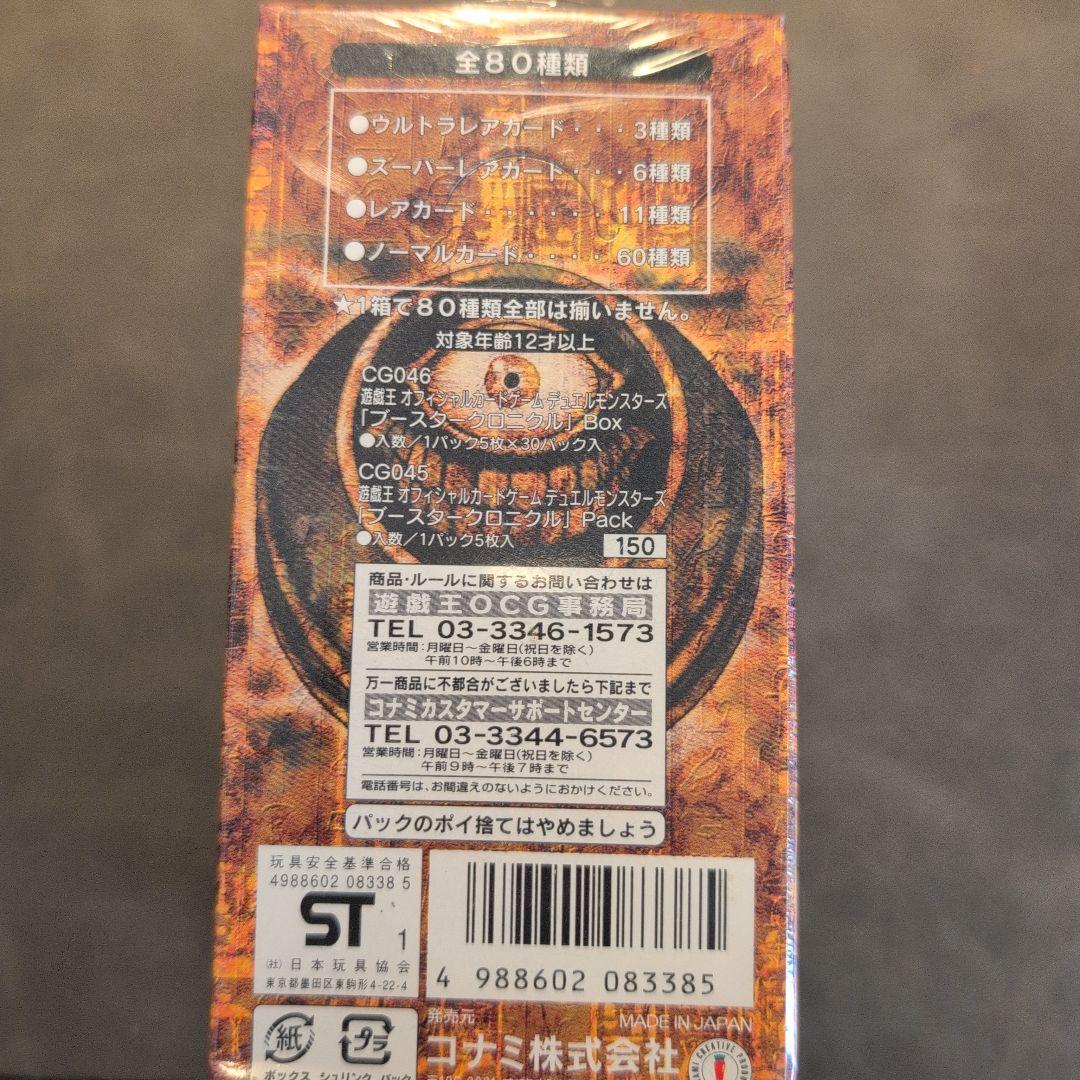 全80種類
●ウルトラレアカード・・・3種類
●スーパーレアカード・・・6種類
●レアカード・・・・・・11種類
●ノーマルカード・・・・60種類
★1箱で80種類全部は揃いません。
対象年齢12才以上
CG046
遊戯王 オフィシャルカードゲーム デュエルモンスターズ
「ブースタークロニクル」Box
●入数/1パック5枚×30パック入
CG045
遊戯王 オフィシャルカードゲーム デュエルモンスターズ
「ブースタークロニクル」Pack
●入数/1パック5枚入
150
商品・ルールに関するお問い合わせは
遊戯王OCG事務局
TEL 03-3346-1573
営業時間:月曜日〜金曜日(祝日を除く)
午前10時〜午後6時まで
万一商品に不都合がございましたら下記まで
コナミカスタマーサポートセンター
TEL 03-3344-6573
営業時間:月曜日〜金曜日(祝日を除く)
午前9時〜午後7時まで
電話番号は、お間違えのないようにおかけください。
パックのポイ捨てはやめましょう
玩具安全基準合格
4988602 08338 5
ST 1
(社)日本玩具協会
東京都墨田区東駒形4-22-4
4 988602 083385
紙
プラ
ボックス シュリンク パック
発売元
MADE IN JAPAN
コナミ株式会社